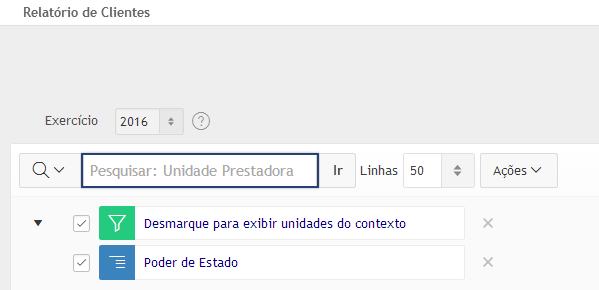 Relatório de Clientes
Exercício 2016 ?
Pesquisar: Unidade Prestadora Ir Linhas 50 Ações
Desmarque para exibir unidades do contexto
Poder de Estado